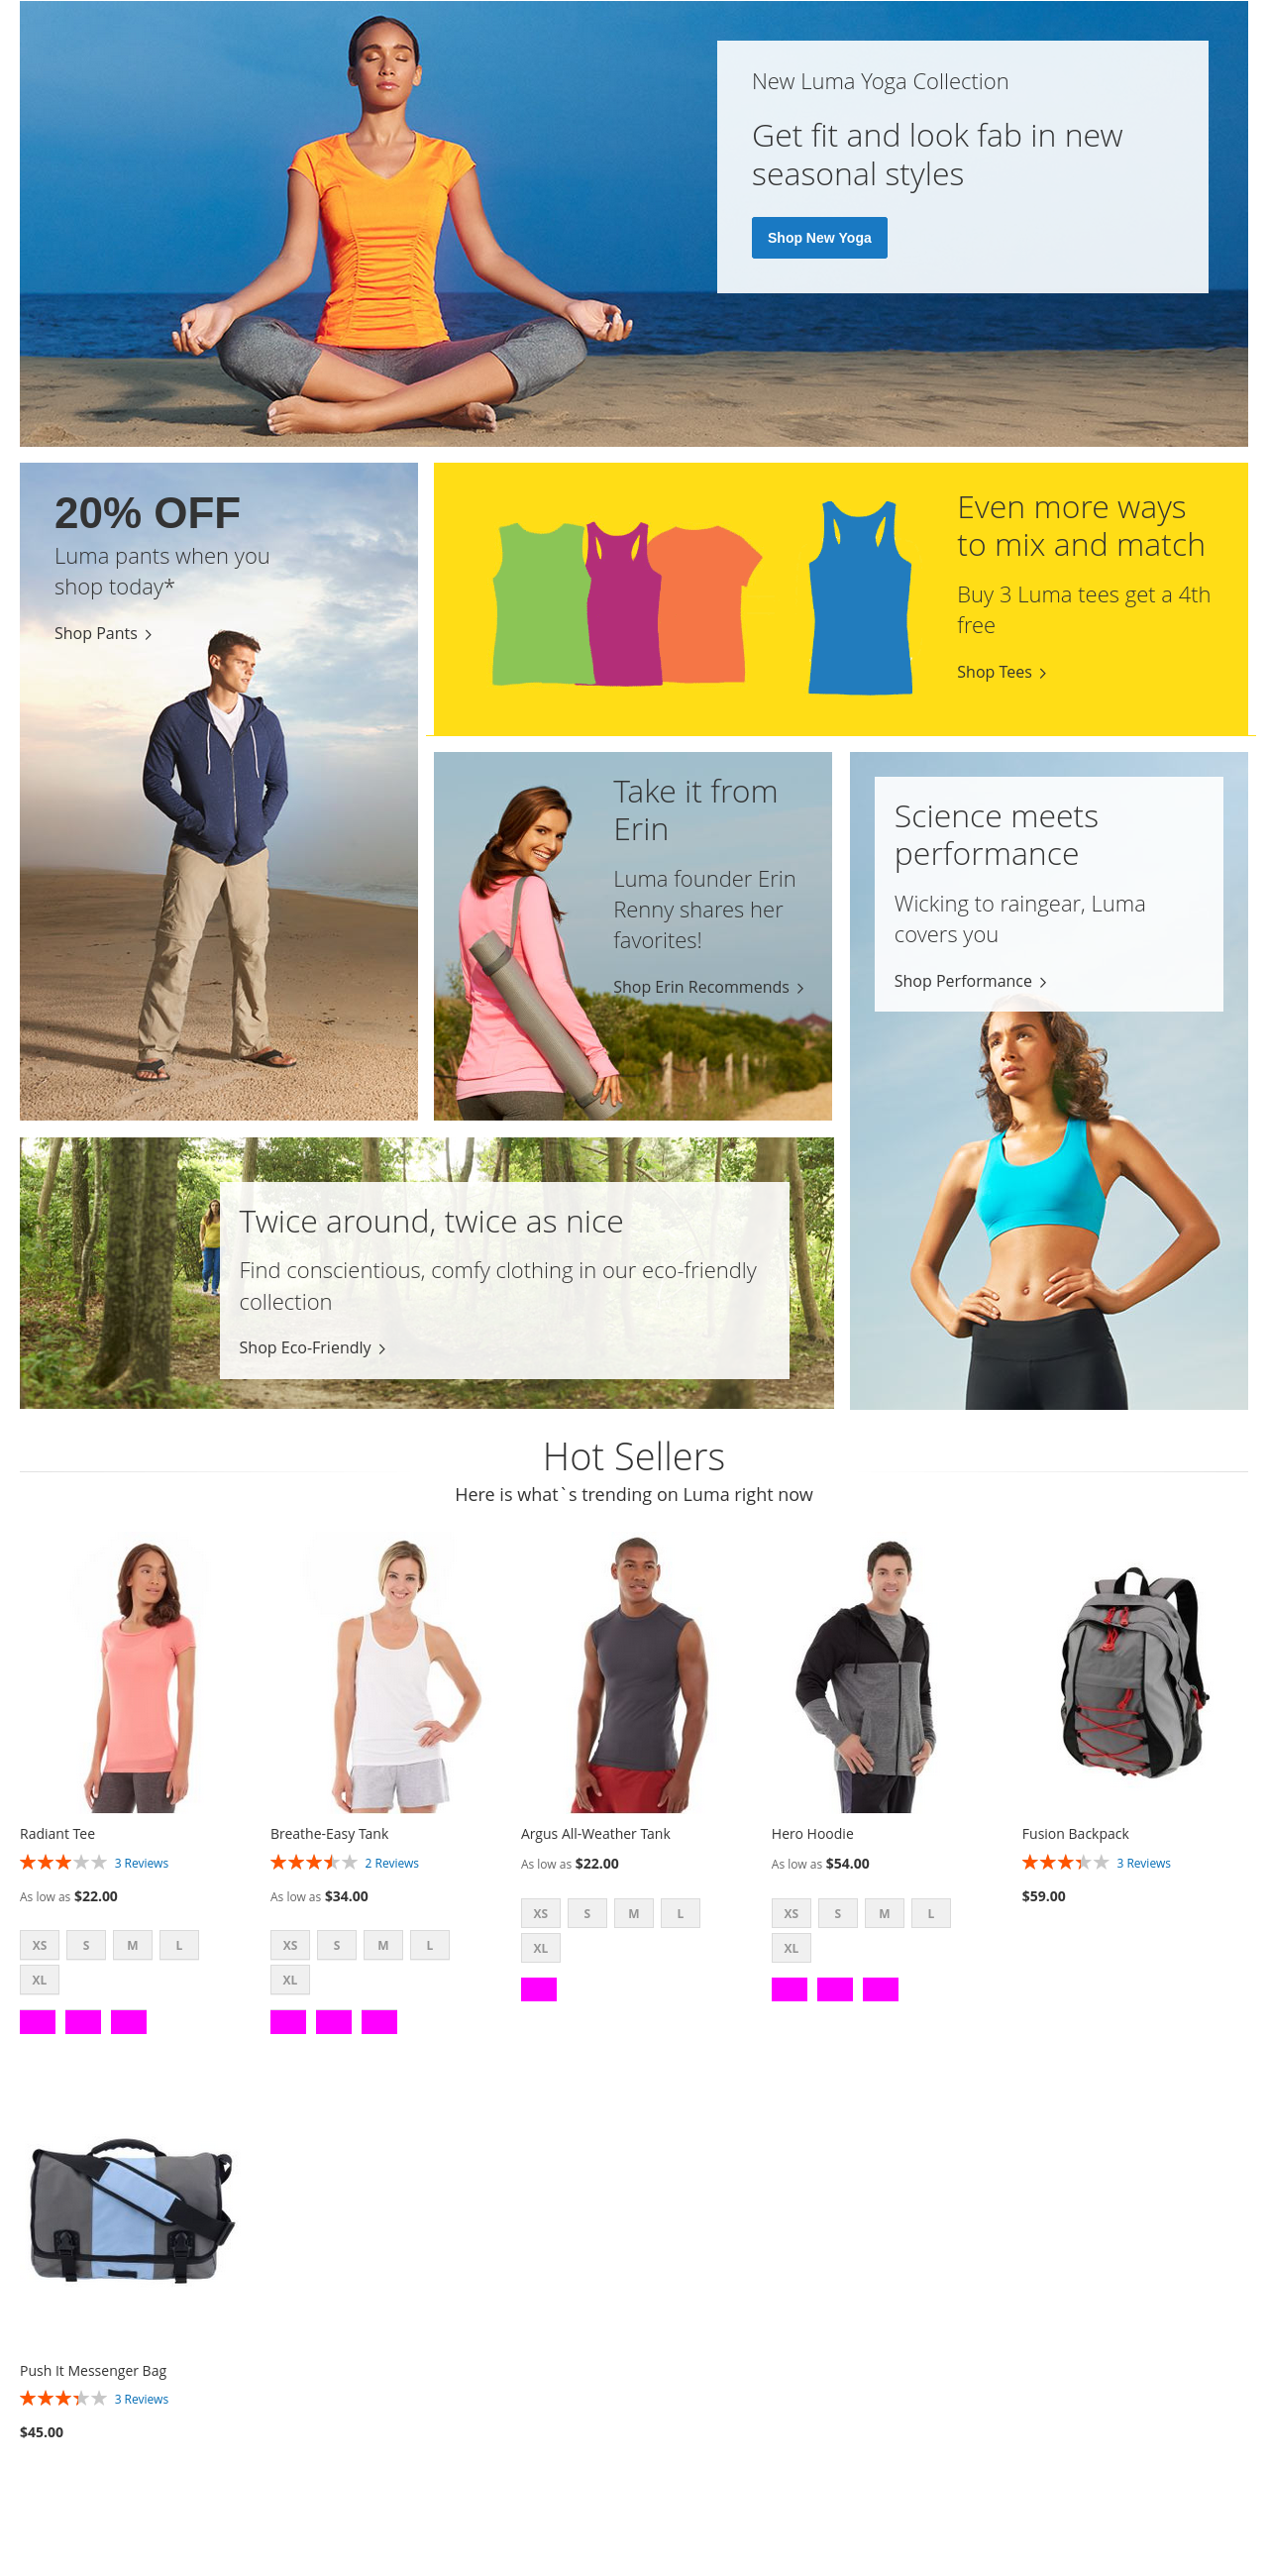 New Luma Yoga Collection
Get fit and look fab in new
seasonal styles
Shop New Yoga
20% OFF
Luma pants when you
shop today*
Shop Pants
Even more ways
to mix and match
Buy 3 Luma tees get a 4th
free
Shop Tees
Take it from
Erin
Luma founder Erin
Renny shares her
favorites!
Shop Erin Recommends
Science meets
performance
Wicking to raingear, Luma
covers you
Shop Performance
Twice around, twice as nice
Find conscientious, comfy clothing in our eco-friendly
collection
Shop Eco-Friendly
Hot Sellers
Here is what`s trending on Luma right now
Radiant Tee
3 Reviews
As low as $22.00
XS S M L
XL
Breathe-Easy Tank
2 Reviews
As low as $34.00
XS S M L
XL
Argus All-Weather Tank
As low as $22.00
XS S M L
XL
Hero Hoodie
As low as $54.00
XS S M L
XL
Fusion Backpack
3 Reviews
$59.00
Push It Messenger Bag
3 Reviews
$45.00